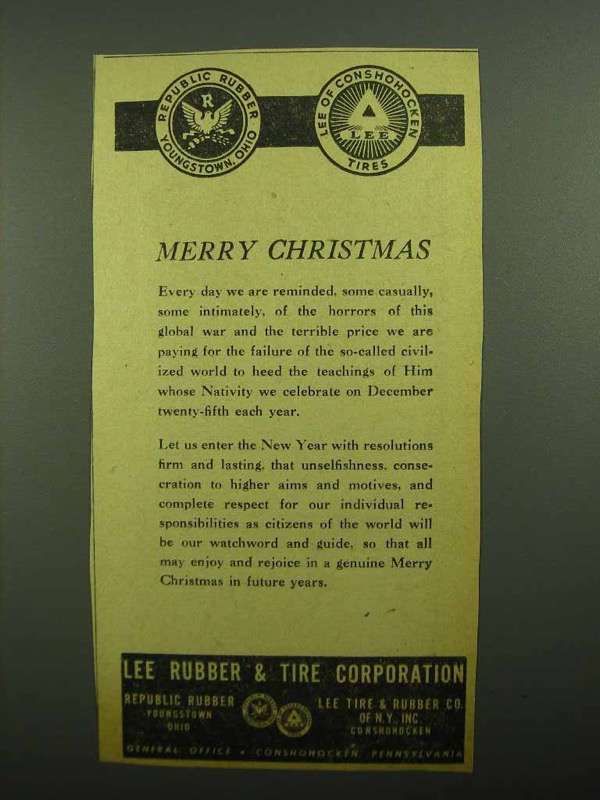 REPUBLIC RUBBER
R
YOUNGSTOWN, OHIO
LEE OF CONSHOHOCKEN
LEE
TIRES
MERRY CHRISTMAS
Every day we are reminded, some casually,
some intimately, of the horrors of this
global war and the terrible price we are
paying for the failure of the so-called civil-
ized world to heed the teachings of Him
whose Nativity we celebrate on December
twenty-fifth each year.
Let us enter the New Year with resolutions
firm and lasting, that unselfishness, conse-
cration to higher aims and motives, and
complete respect for our individual re-
sponsibilities as citizens of the world will
be our watchword and guide, so that all
may enjoy and rejoice in a genuine Merry
Christmas in future years.
LEE RUBBER & TIRE CORPORATION
REPUBLIC RUBBER
YOUNGSTOWN
OHIO
LEE TIRE & RUBBER CO.
OF N.Y., INC.
CONSHOHOCKEN
GENERAL OFFICE • CONSHOHOCKEN, PENNSYLVANIA